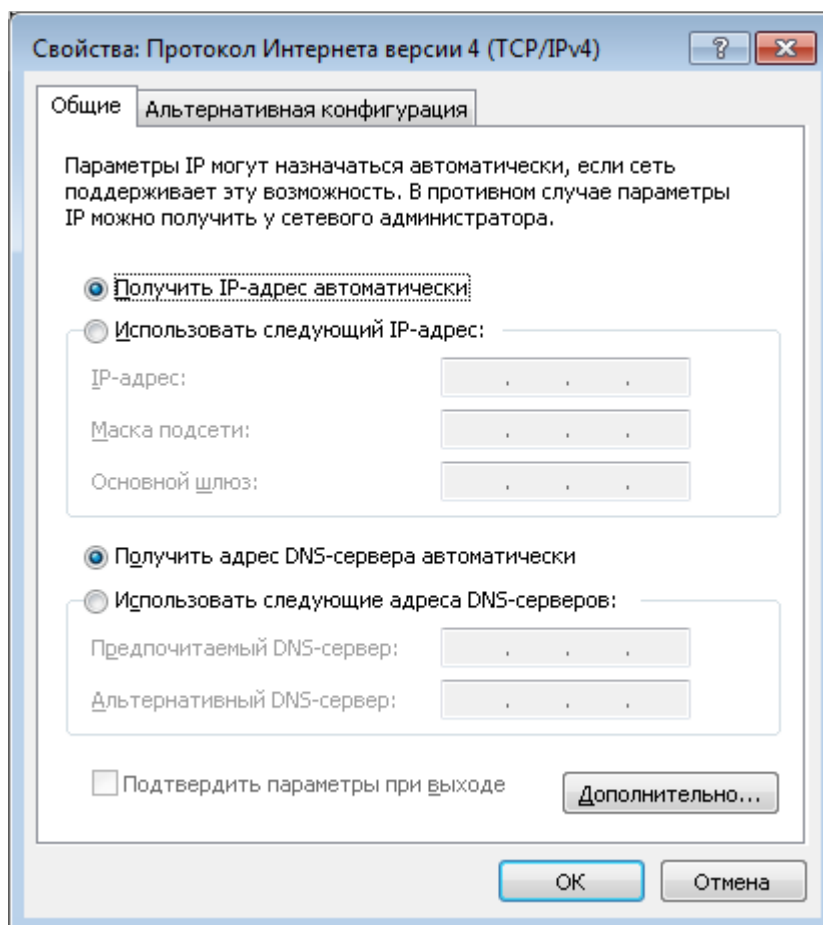 Свойства: Протокол Интернета версии 4 (TCP/IPv4)
Общие
Альтернативная конфигурация
Параметры IP могут назначаться автоматически, если сеть
поддерживает эту возможность. В противном случае параметры
IP можно получить у сетевого администратора.
Получить IP-адрес автоматически
Использовать следующий IP-адрес:
IP-адрес:
Маска подсети:
Основной шлюз:
Получить адрес DNS-сервера автоматически
Использовать следующие адреса DNS-серверов:
Предпочитаемый DNS-сервер:
Альтернативный DNS-сервер:
Подтвердить параметры при выходе
Дополнительно...
ОК
Отмена